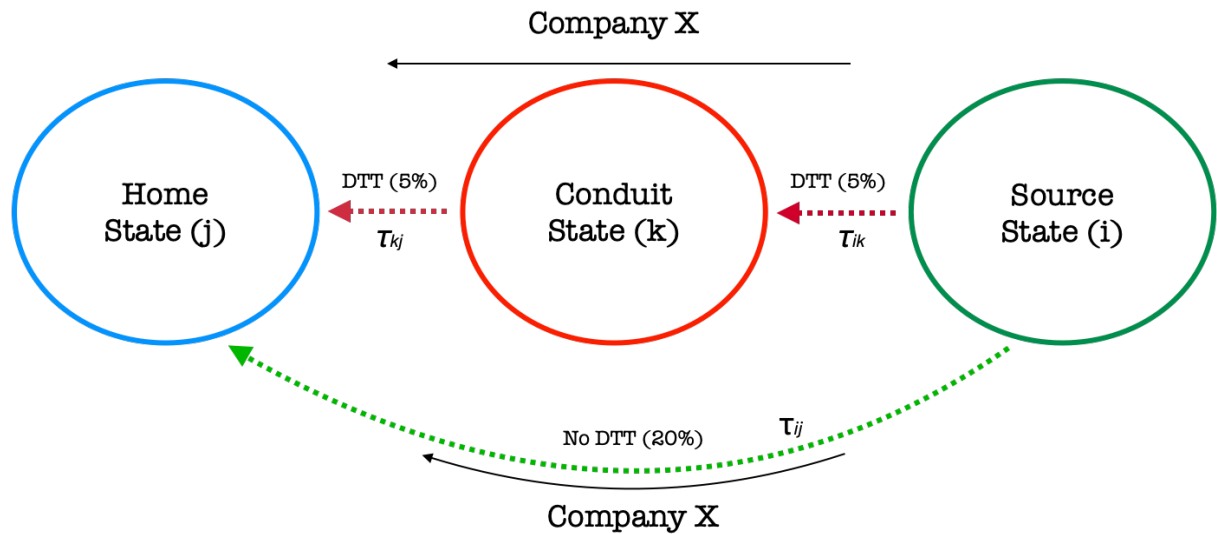 Company X
Home
State (j)
DTT (5%)
τkj
Conduit
State (k)
DTT (5%)
τik
Source
State (i)
No DTT (20%)
τij
Company X